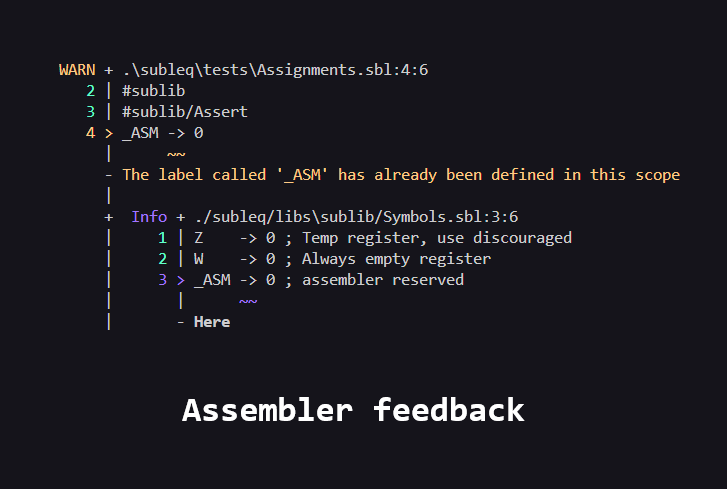 WARN + .\subleq\tests\Assignments.sbl:4:6
2 | #sublib
3 | #sublib/Assert
4 > _ASM -> 0
| ~~
- The label called '_ASM' has already been defined in this scope
|
+ Info + ./subleq/libs\sublib/Symbols.sbl:3:6
| 1 | Z -> 0 ; Temp register, use discouraged
| 2 | W -> 0 ; Always empty register
| 3 > _ASM -> 0 ; assembler reserved
| | ~~
| - Here
Assembler feedback